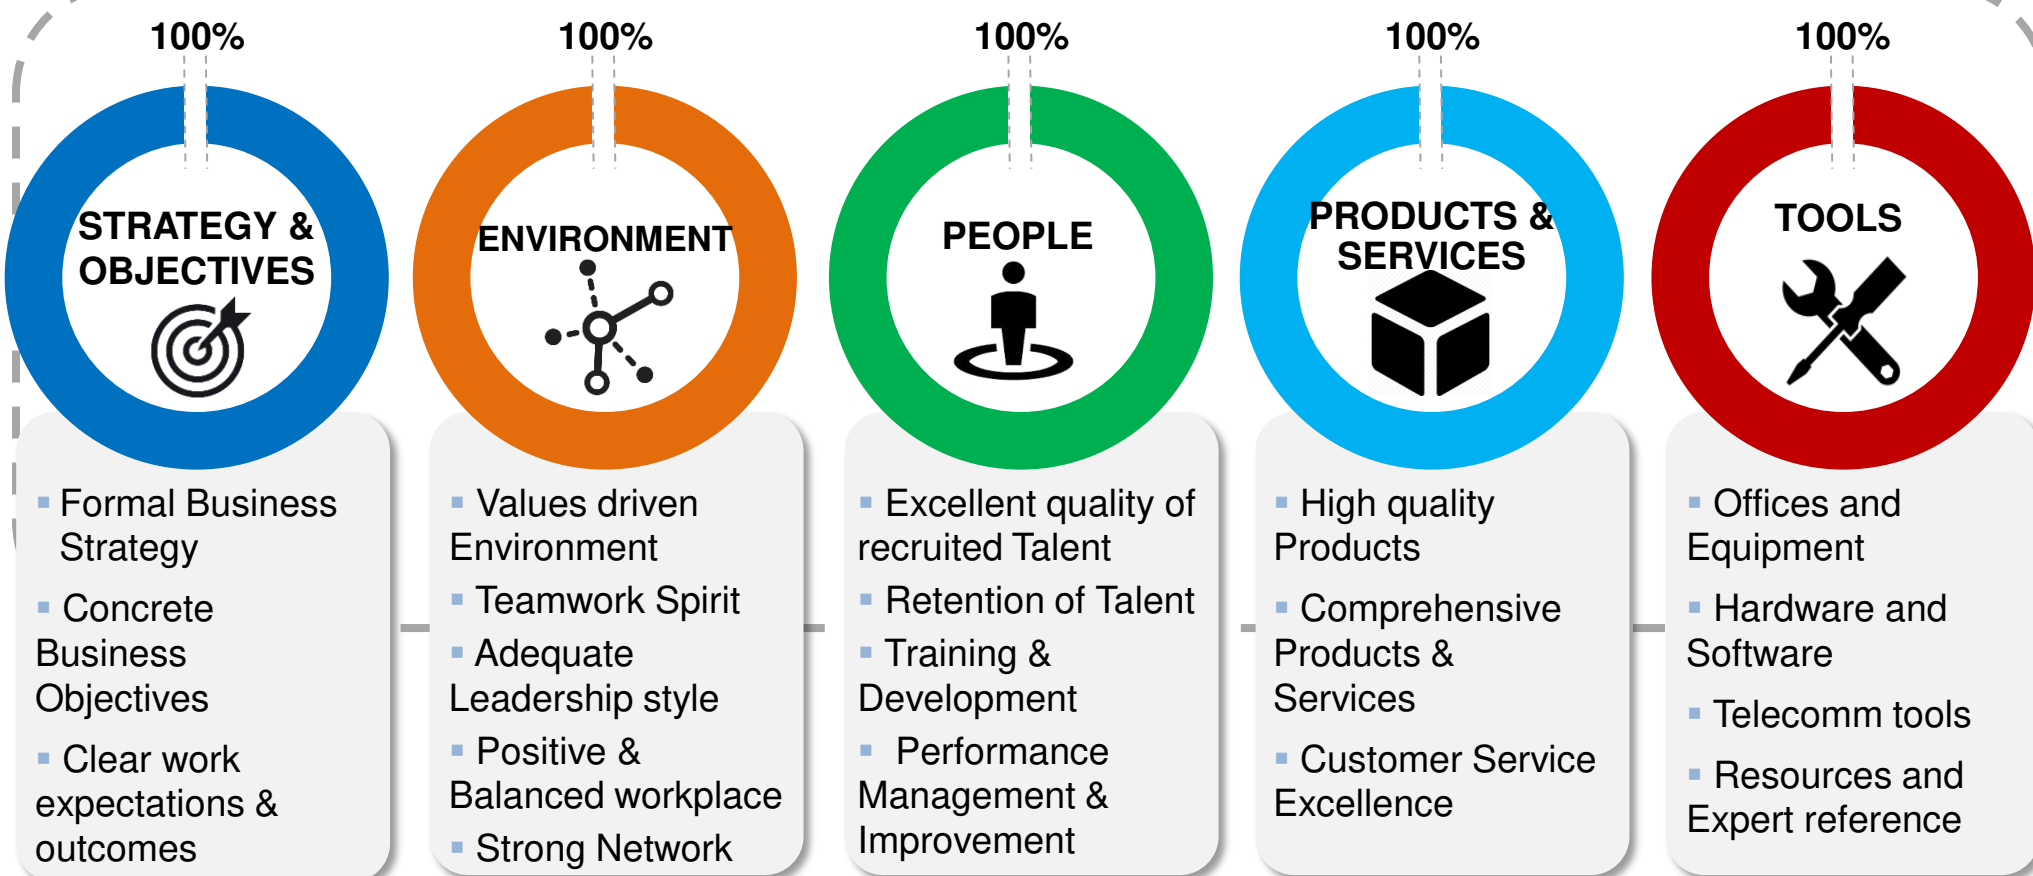 100%
100%
100%
100%
100%
STRATEGY &
OBJECTIVES
ENVIRONMENT
PEOPLE
PRODUCTS &
SERVICES
TOOLS
▪ Formal Business
Strategy
▪ Concrete
Business
Objectives
▪ Clear work
expectations &
outcomes
▪ Values driven
Environment
▪ Teamwork Spirit
▪ Adequate
Leadership style
▪ Positive &
Balanced workplace
▪ Strong Network
▪ Excellent quality of
recruited Talent
▪ Retention of Talent
▪ Training &
Development
▪ Performance
Management &
Improvement
▪ High quality
Products
▪ Comprehensive
Products &
Services
▪ Customer Service
Excellence
▪ Offices and
Equipment
▪ Hardware and
Software
▪ Telecomm tools
▪ Resources and
Expert reference